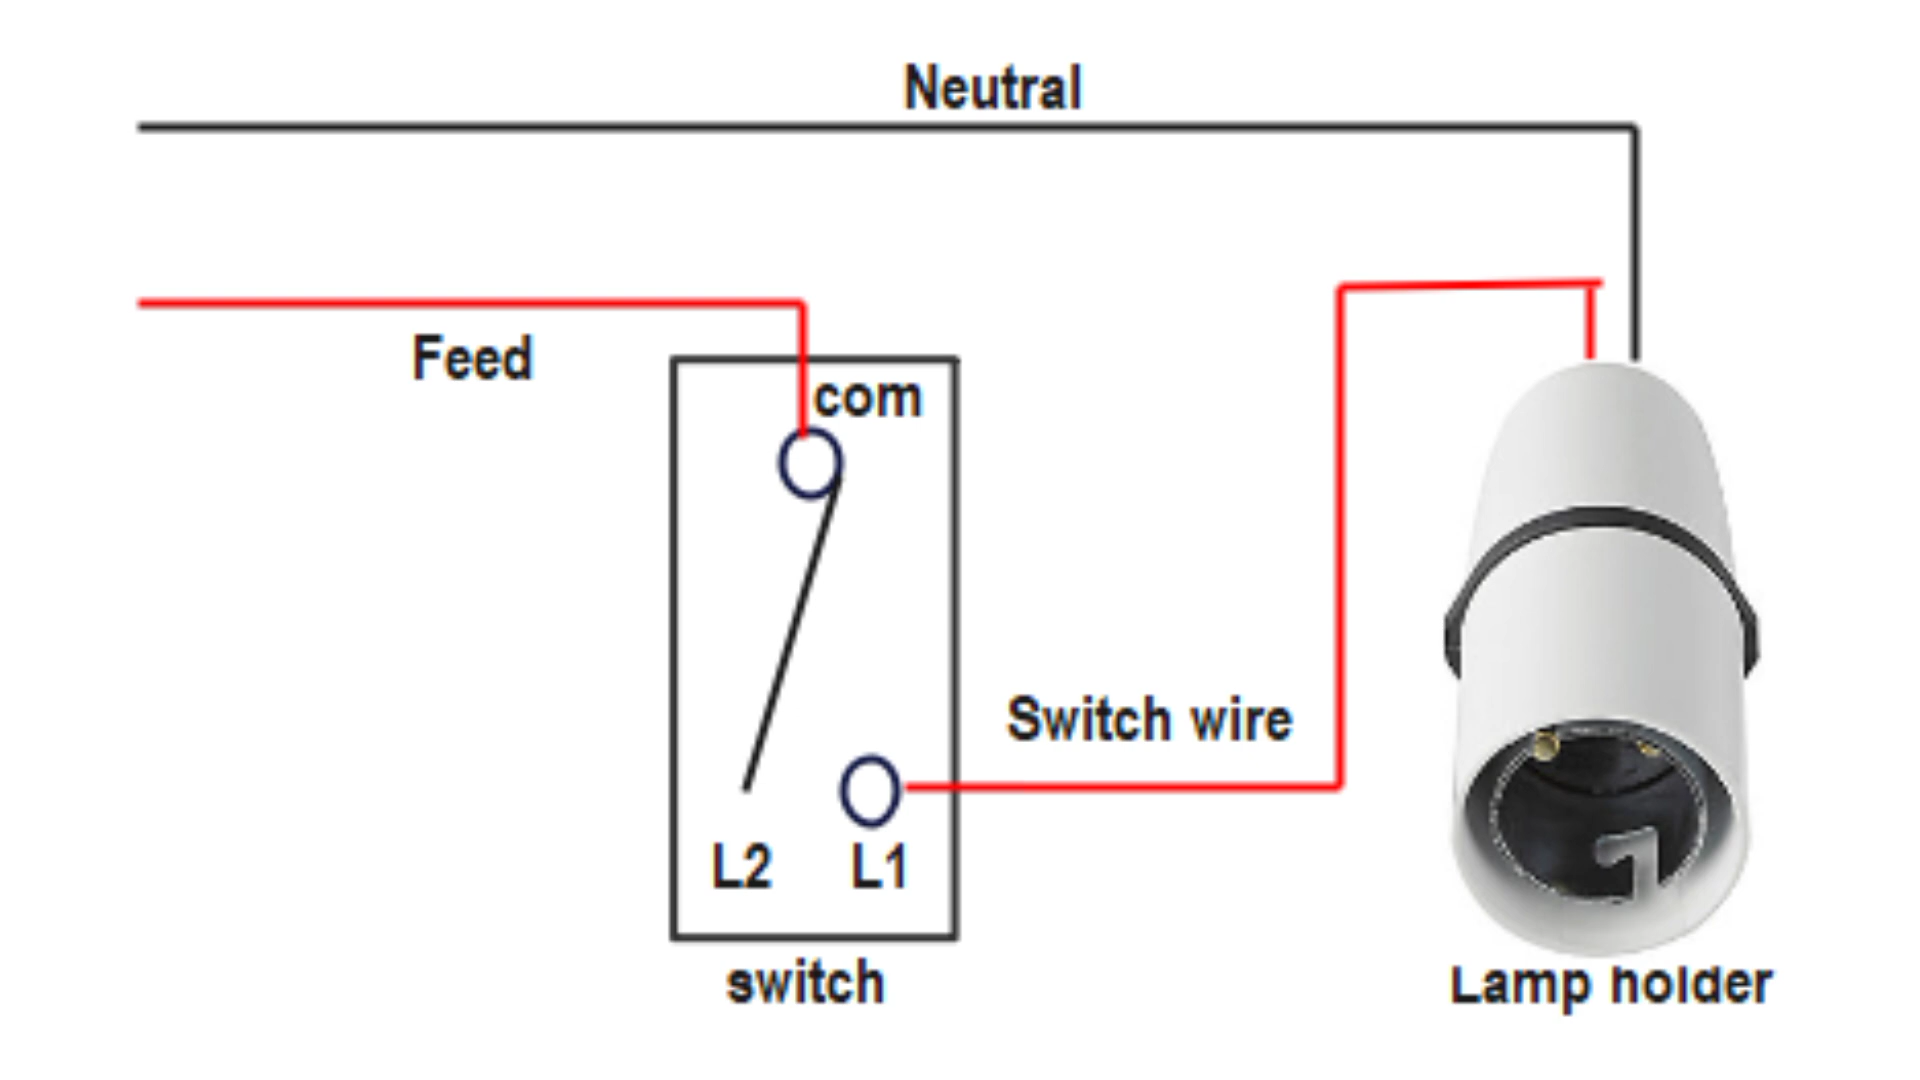 Neutral
Feed
com
Switch wire
L2 L1
switch
Lamp holder